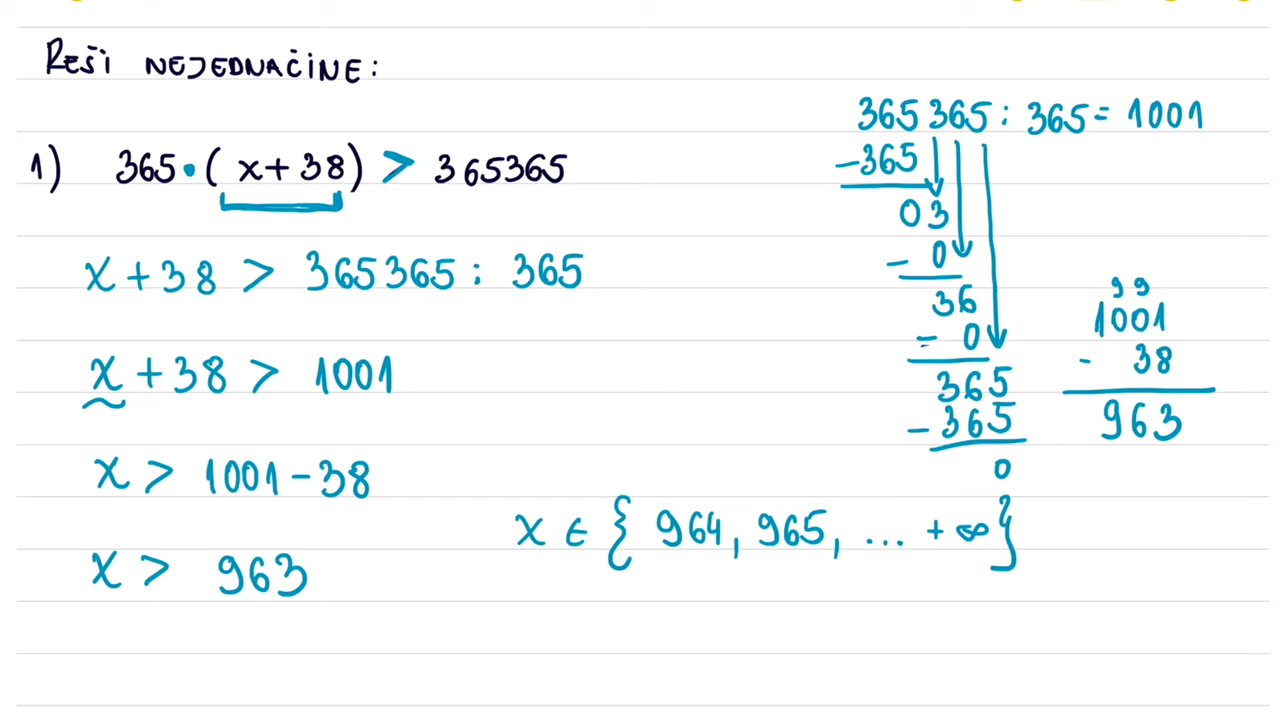 REŠI NEJEDNAČINE:
1) 365 · ( x + 38) > 365365
x + 38 > 365365 : 365
x + 38 > 1001
x > 1001 - 38
x > 963
365365 : 365 = 1001
-365
03
- 0
36
= 0
365
- 365
0
99
1001
- 38
963
x ∈ { 964, 965, ... + ∞ }